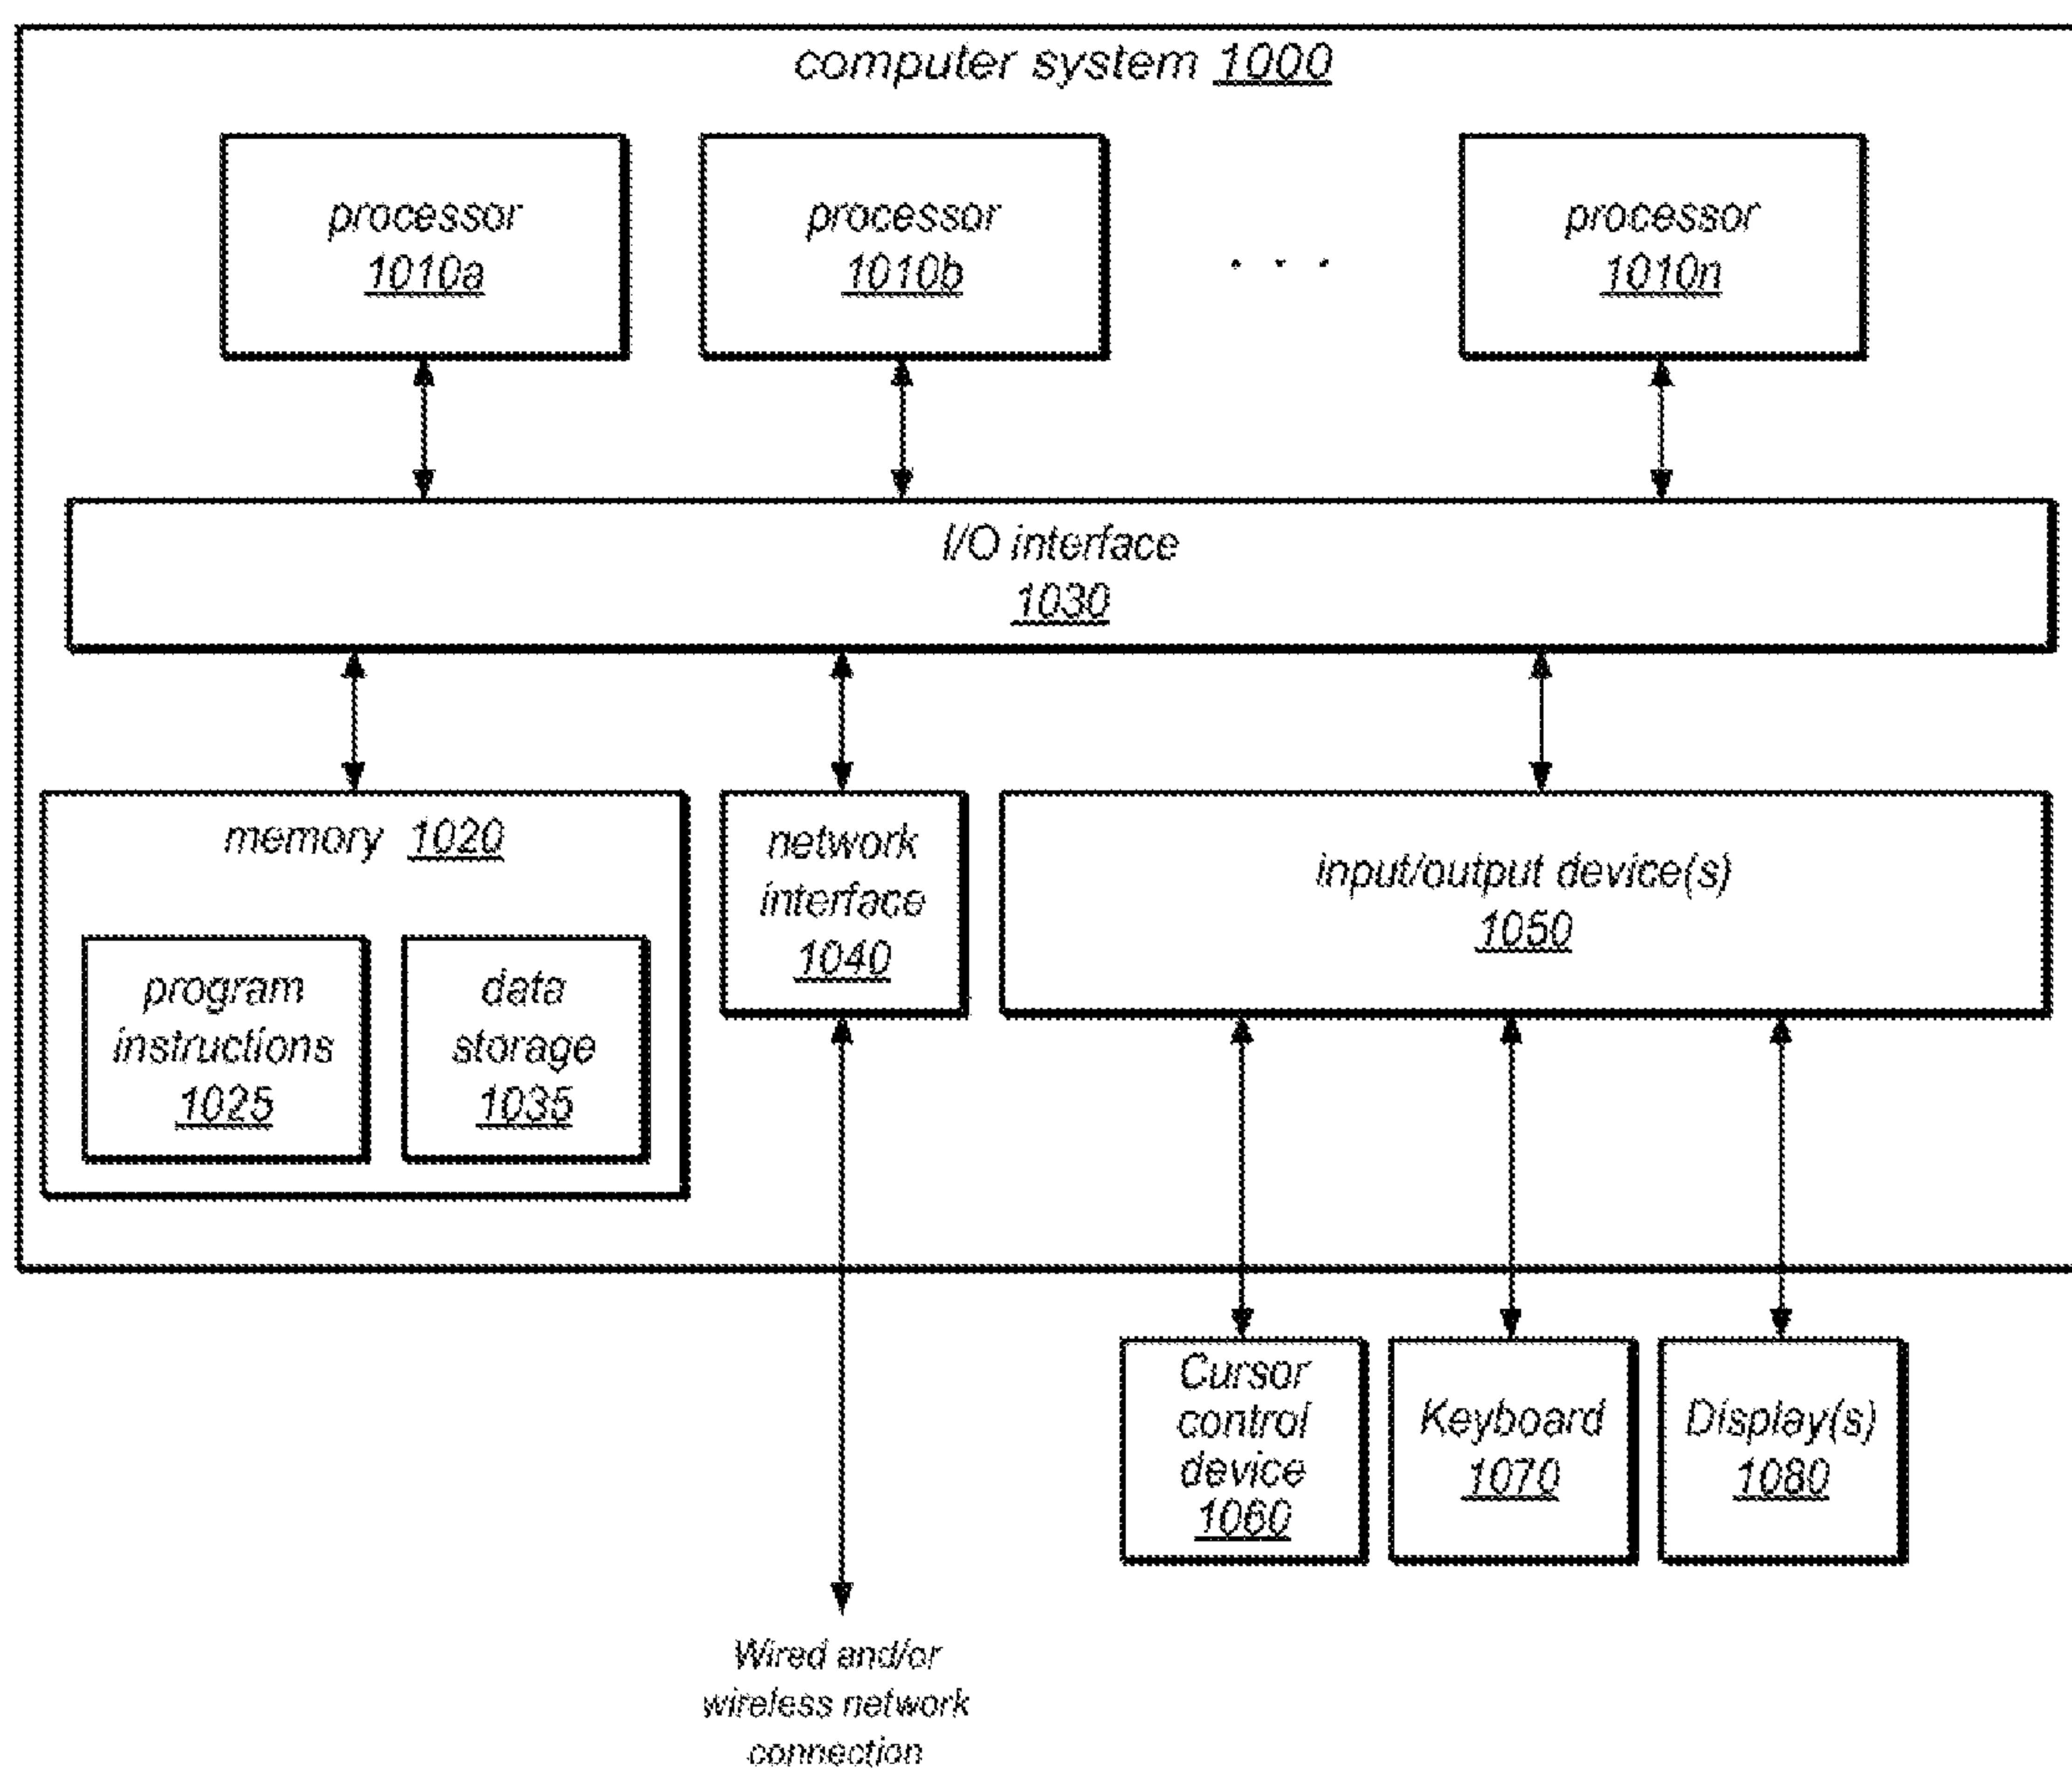 computer system 1000
processor
1010a
processor
1010b
. . .
processor
1010n
I/O interface
1030
memory 1020
program
instructions
1025
data
storage
1035
network
interface
1040
input/output device(s)
1050
Cursor
control
device
1060
Keyboard
1070
Display(s)
1080
Wired and/or
wireless network
connection